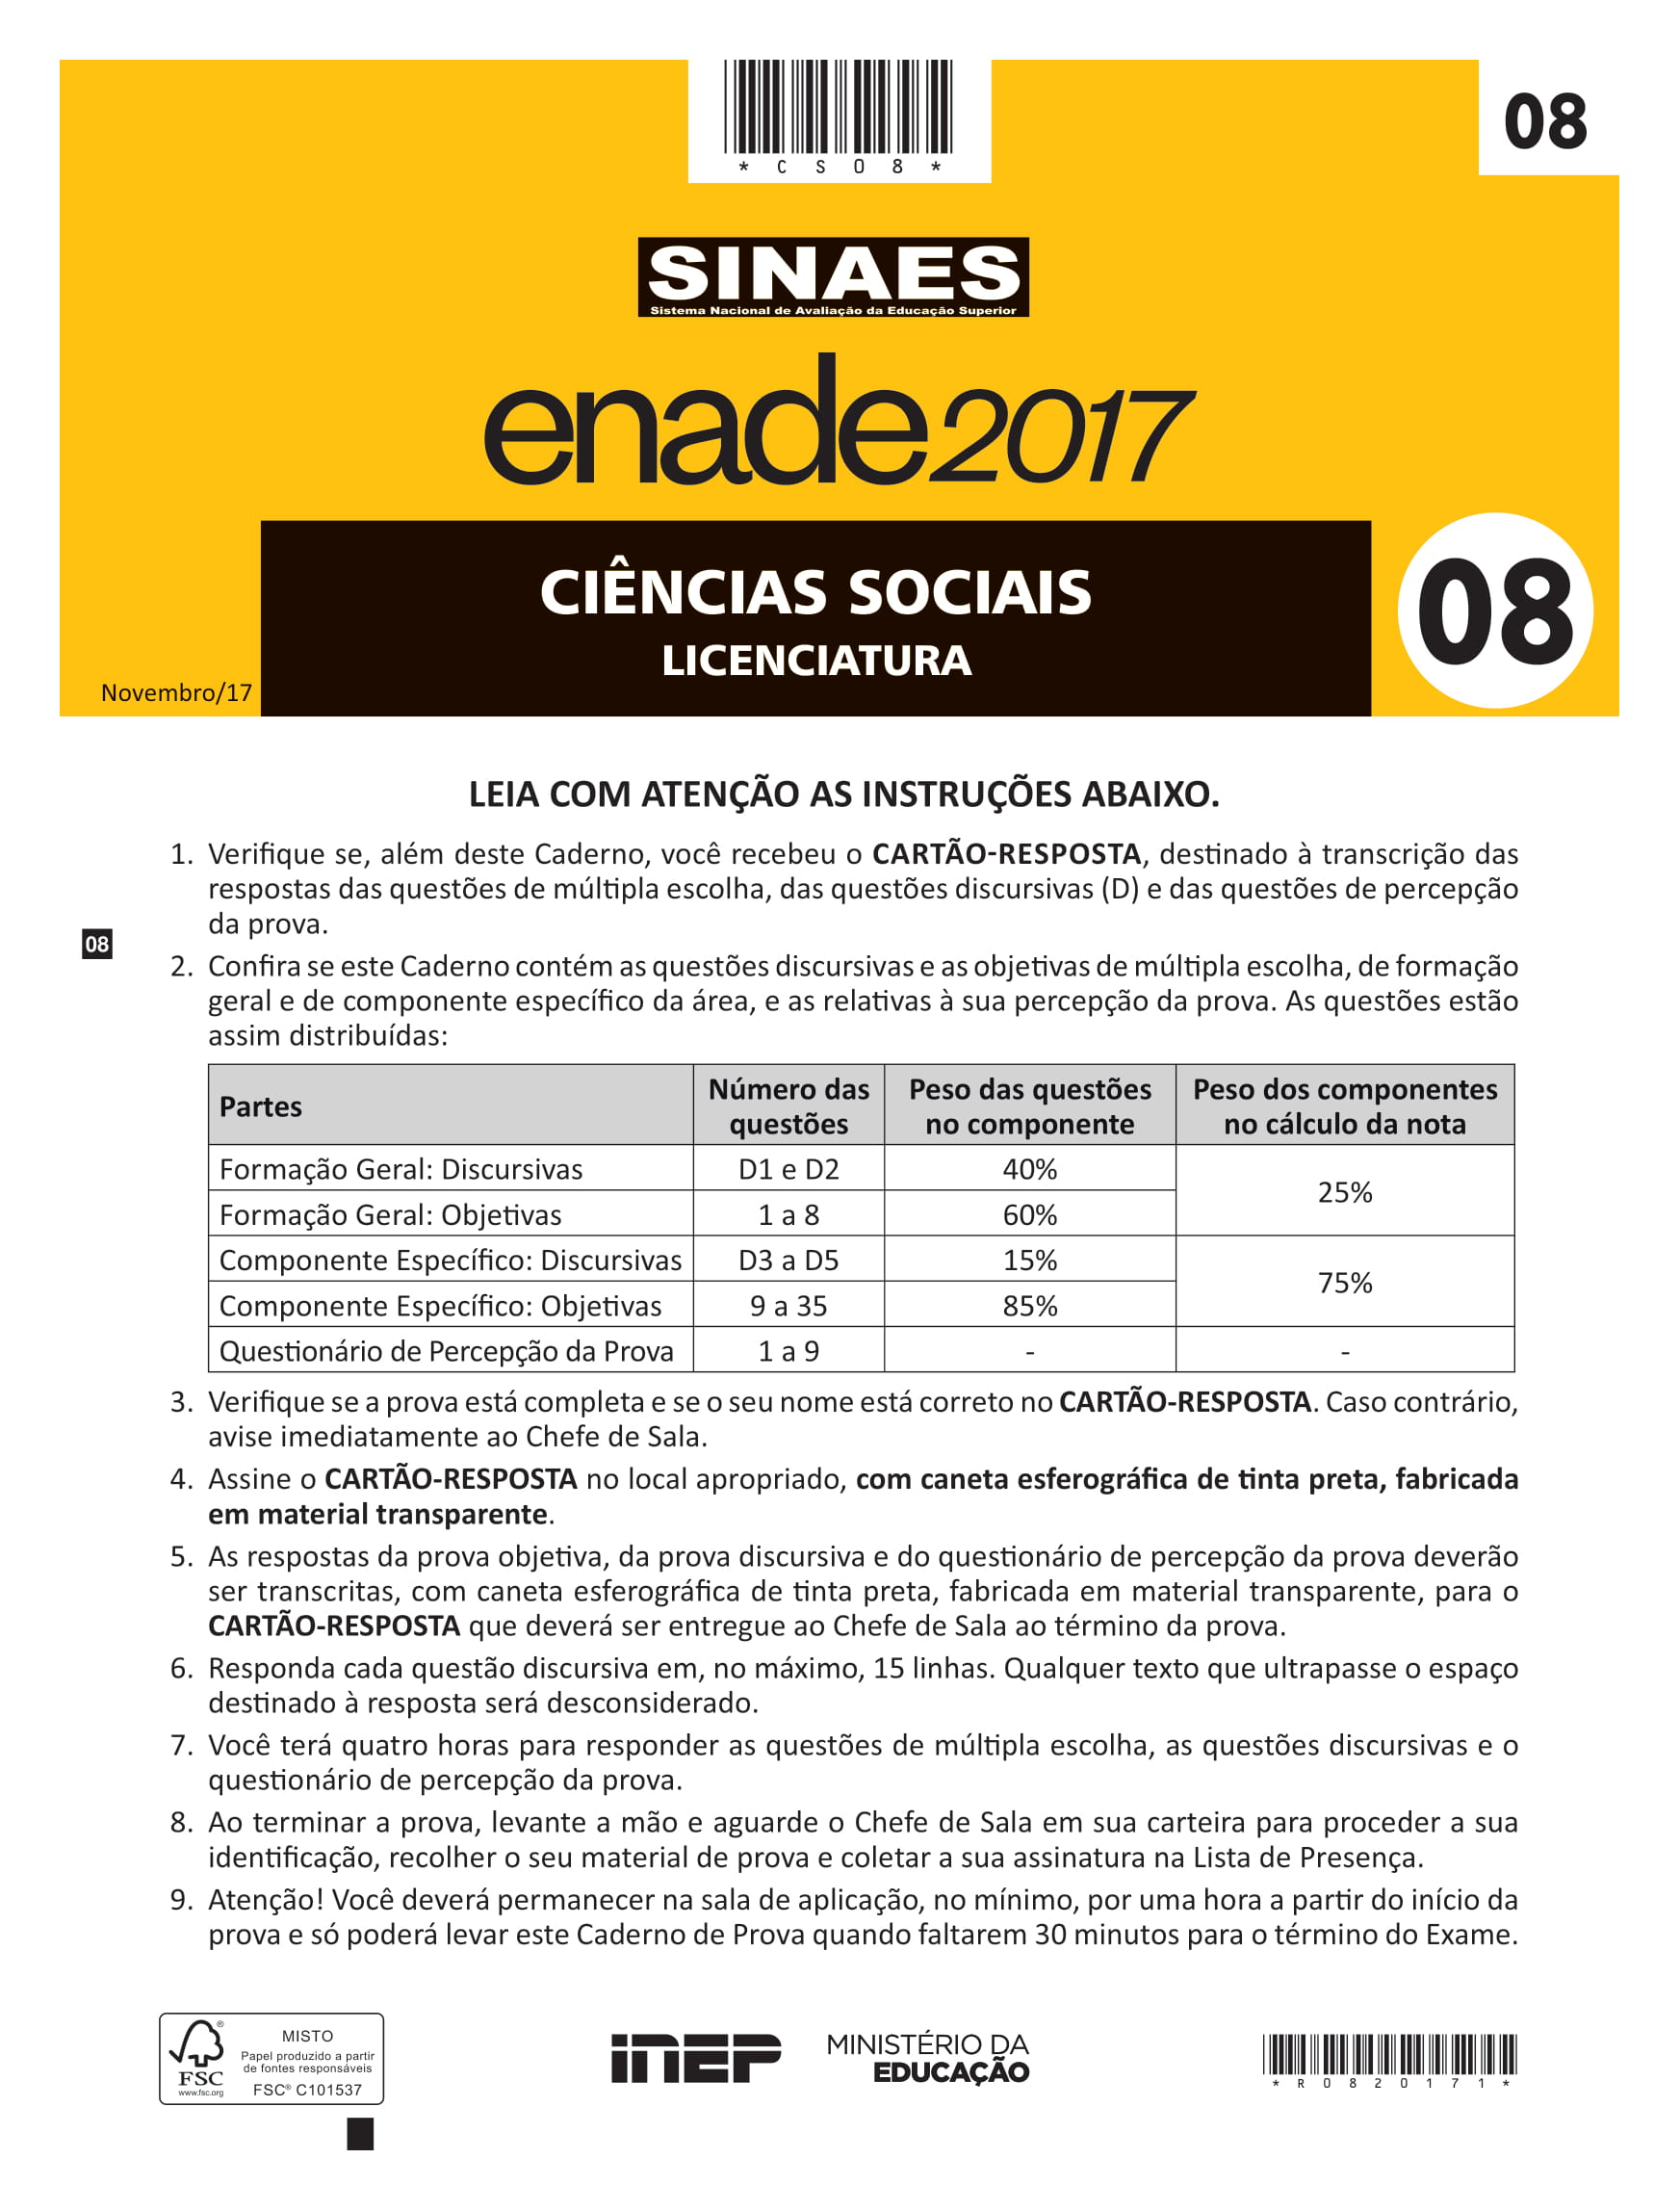 08
* C S 0 8 *
SINAES
Sistema Nacional de Avaliação da Educação Superior
enade2017
CIÊNCIAS SOCIAIS
LICENCIATURA
08
Novembro/17
LEIA COM ATENÇÃO AS INSTRUÇÕES ABAIXO.
1. Verifique se, além deste Caderno, você recebeu o CARTÃO-RESPOSTA, destinado à transcrição das
respostas das questões de múltipla escolha, das questões discursivas (D) e das questões de percepção
da prova.
08
2. Confira se este Caderno contém as questões discursivas e as objetivas de múltipla escolha, de formação
geral e de componente específico da área, e as relativas à sua percepção da prova. As questões estão
assim distribuídas:
Partes Número das questões Peso das questões no componente Peso dos componentes no cálculo da nota
Formação Geral: Discursivas D1 e D2 40% 25%
Formação Geral: Objetivas 1 a 8 60%
Componente Específico: Discursivas D3 a D5 15% 75%
Componente Específico: Objetivas 9 a 35 85%
Questionário de Percepção da Prova 1 a 9 - -
3. Verifique se a prova está completa e se o seu nome está correto no CARTÃO-RESPOSTA. Caso contrário,
avise imediatamente ao Chefe de Sala.
4. Assine o CARTÃO-RESPOSTA no local apropriado, com caneta esferográfica de tinta preta, fabricada
em material transparente.
5. As respostas da prova objetiva, da prova discursiva e do questionário de percepção da prova deverão
ser transcritas, com caneta esferográfica de tinta preta, fabricada em material transparente, para o
CARTÃO-RESPOSTA que deverá ser entregue ao Chefe de Sala ao término da prova.
6. Responda cada questão discursiva em, no máximo, 15 linhas. Qualquer texto que ultrapasse o espaço
destinado à resposta será desconsiderado.
7. Você terá quatro horas para responder as questões de múltipla escolha, as questões discursivas e o
questionário de percepção da prova.
8. Ao terminar a prova, levante a mão e aguarde o Chefe de Sala em sua carteira para proceder a sua
identificação, recolher o seu material de prova e coletar a sua assinatura na Lista de Presença.
9. Atenção! Você deverá permanecer na sala de aplicação, no mínimo, por uma hora a partir do início da
prova e só poderá levar este Caderno de Prova quando faltarem 30 minutos para o término do Exame.
FSC
www.fsc.org
MISTO
Papel produzido a partir
de fontes responsáveis
FSC® C101537
INEP
MINISTÉRIO DA
EDUCAÇÃO
* R 0 8 2 0 1 7 1 *